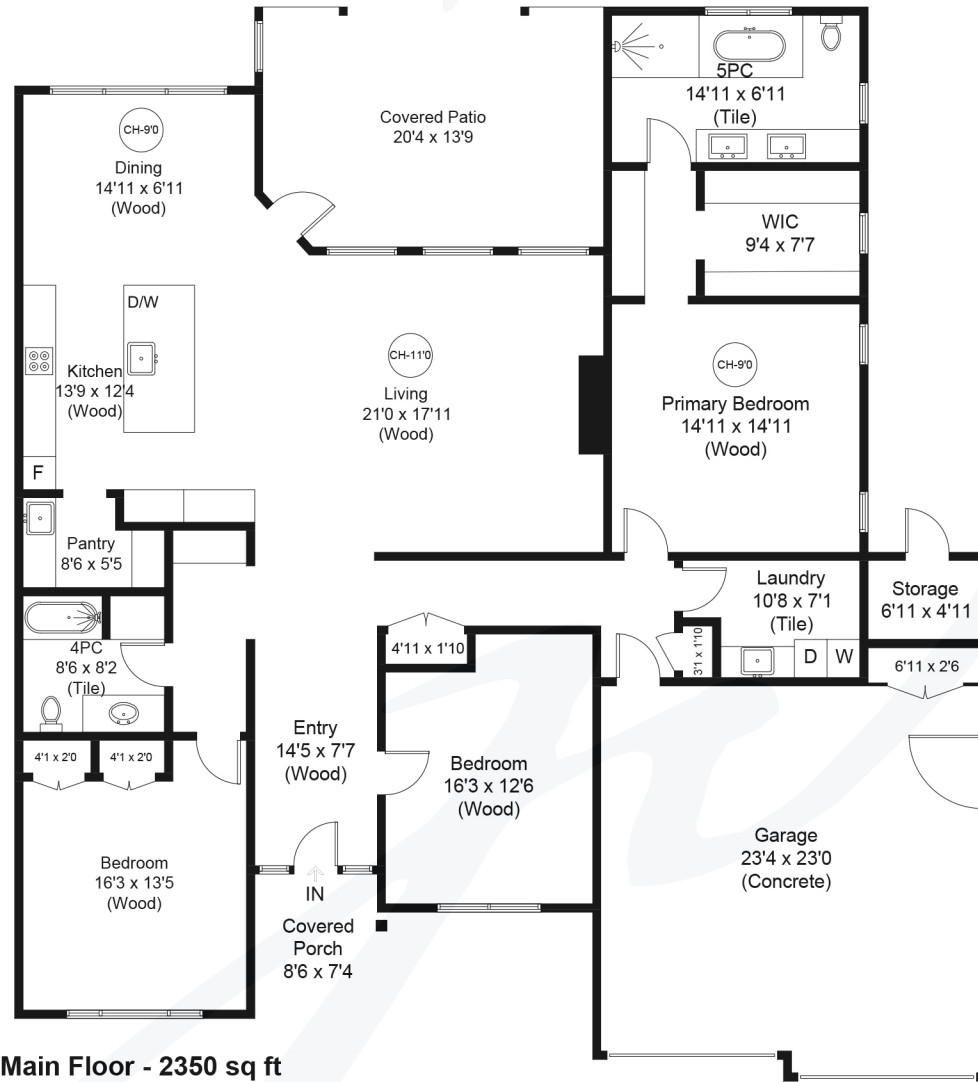 5PC
14'11 x 6'11
(Tile)
Covered Patio
20'4 x 13'9
CH-9'0
Dining
14'11 x 6'11
(Wood)
WIC
9'4 x 7'7
D/W
Kitchen
13'9 x 12'4
(Wood)
F
CH-11'0
Living
21'0 x 17'11
(Wood)
CH-9'0
Primary Bedroom
14'11 x 14'11
(Wood)
Pantry
8'6 x 5'5
Laundry
10'8 x 7'1
(Tile)
D
W
Storage
6'11 x 4'11
4PC
8'6 x 8'2
(Tile)
4'11 x 1'10
3'1 x 1'10
6'11 x 2'6
4'1 x 2'0
4'1 x 2'0
Entry
14'5 x 7'7
(Wood)
Bedroom
16'3 x 12'6
(Wood)
Bedroom
16'3 x 13'5
(Wood)
Garage
23'4 x 23'0
(Concrete)
IN
Covered
Porch
8'6 x 7'4
Main Floor - 2350 sq ft